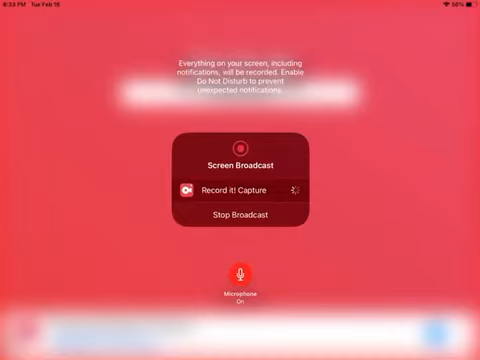 6:33 PM Tue Feb 16
56%
Everything on your screen, including
notifications, will be recorded. Enable
Do Not Disturb to prevent
unexpected notifications.
Screen Broadcast
Record it! Capture
Stop Broadcast
Microphone
On